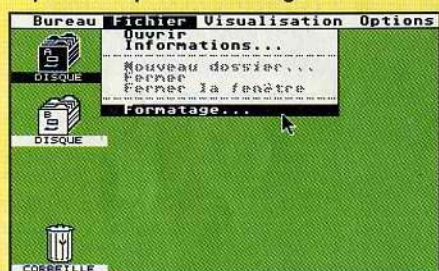 Bureau Fichier Visualisation Options
Ouvrir
Informations...
Nouveau dossier...
Fermer
Fermer la fenêtre
Formatage...
A
DISQUE
B
DISQUE
CORBEILLE